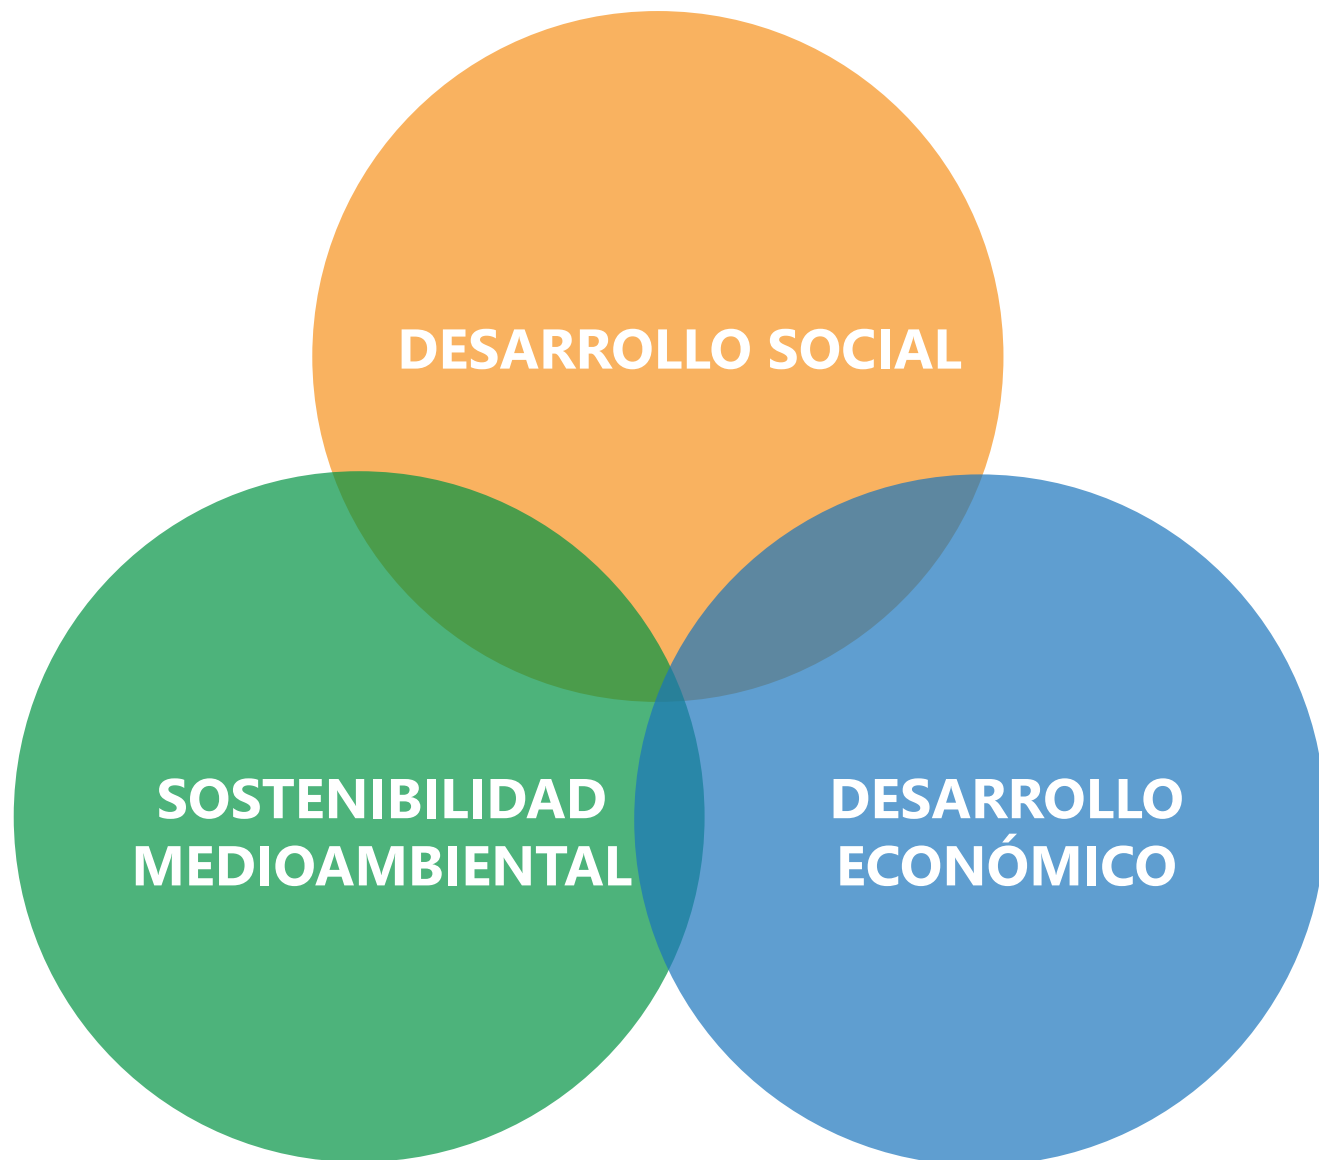 DESARROLLO SOCIAL
SOSTENIBILIDAD
MEDIOAMBIENTAL
DESARROLLO
ECONÓMICO